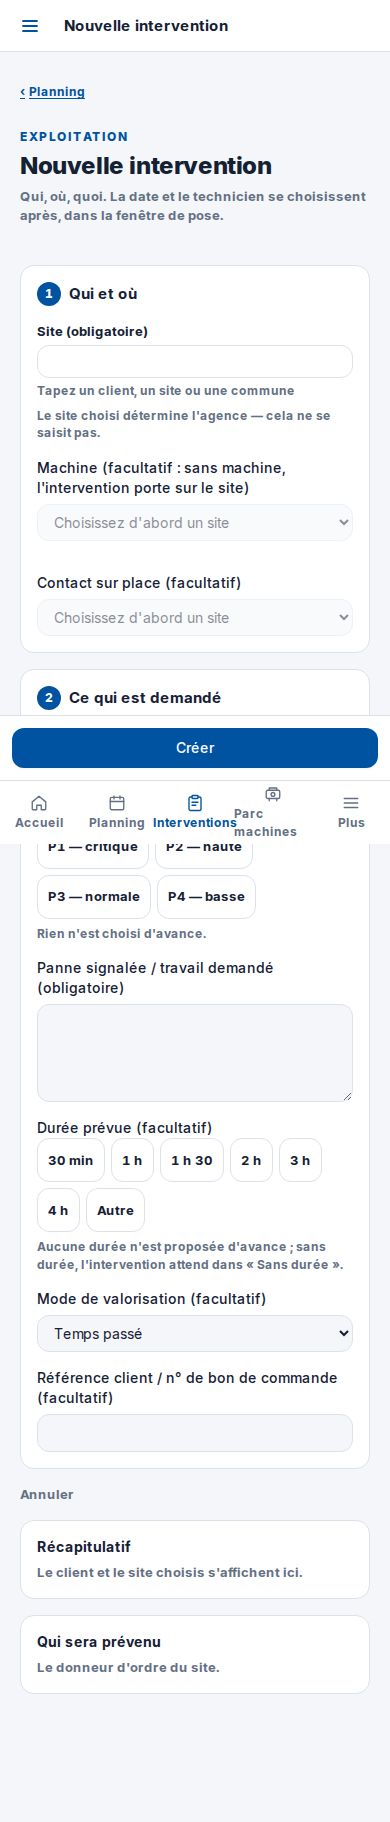 Nouvelle intervention
‹ Planning
EXPLOITATION
Nouvelle intervention
Qui, où, quoi. La date et le technicien se choisissent
après, dans la fenêtre de pose.
1 Qui et où
Site (obligatoire)
Tapez un client, un site ou une commune
Le site choisi détermine l'agence — cela ne se
saisit pas.
Machine (facultatif : sans machine,
l'intervention porte sur le site)
Choisissez d'abord un site
Contact sur place (facultatif)
Choisissez d'abord un site
2 Ce qui est demandé
Créer
Accueil
Planning
Interventions
Parc
machines
Plus
P1 — critique
P2 — haute
P3 — normale
P4 — basse
Rien n'est choisi d'avance.
Panne signalée / travail demandé
(obligatoire)
Durée prévue (facultatif)
30 min
1 h
1 h 30
2 h
3 h
4 h
Autre
Aucune durée n'est proposée d'avance ; sans
durée, l'intervention attend dans « Sans durée ».
Mode de valorisation (facultatif)
Temps passé
Référence client / n° de bon de commande
(facultatif)
Annuler
Récapitulatif
Le client et le site choisis s'affichent ici.
Qui sera prévenu
Le donneur d'ordre du site.